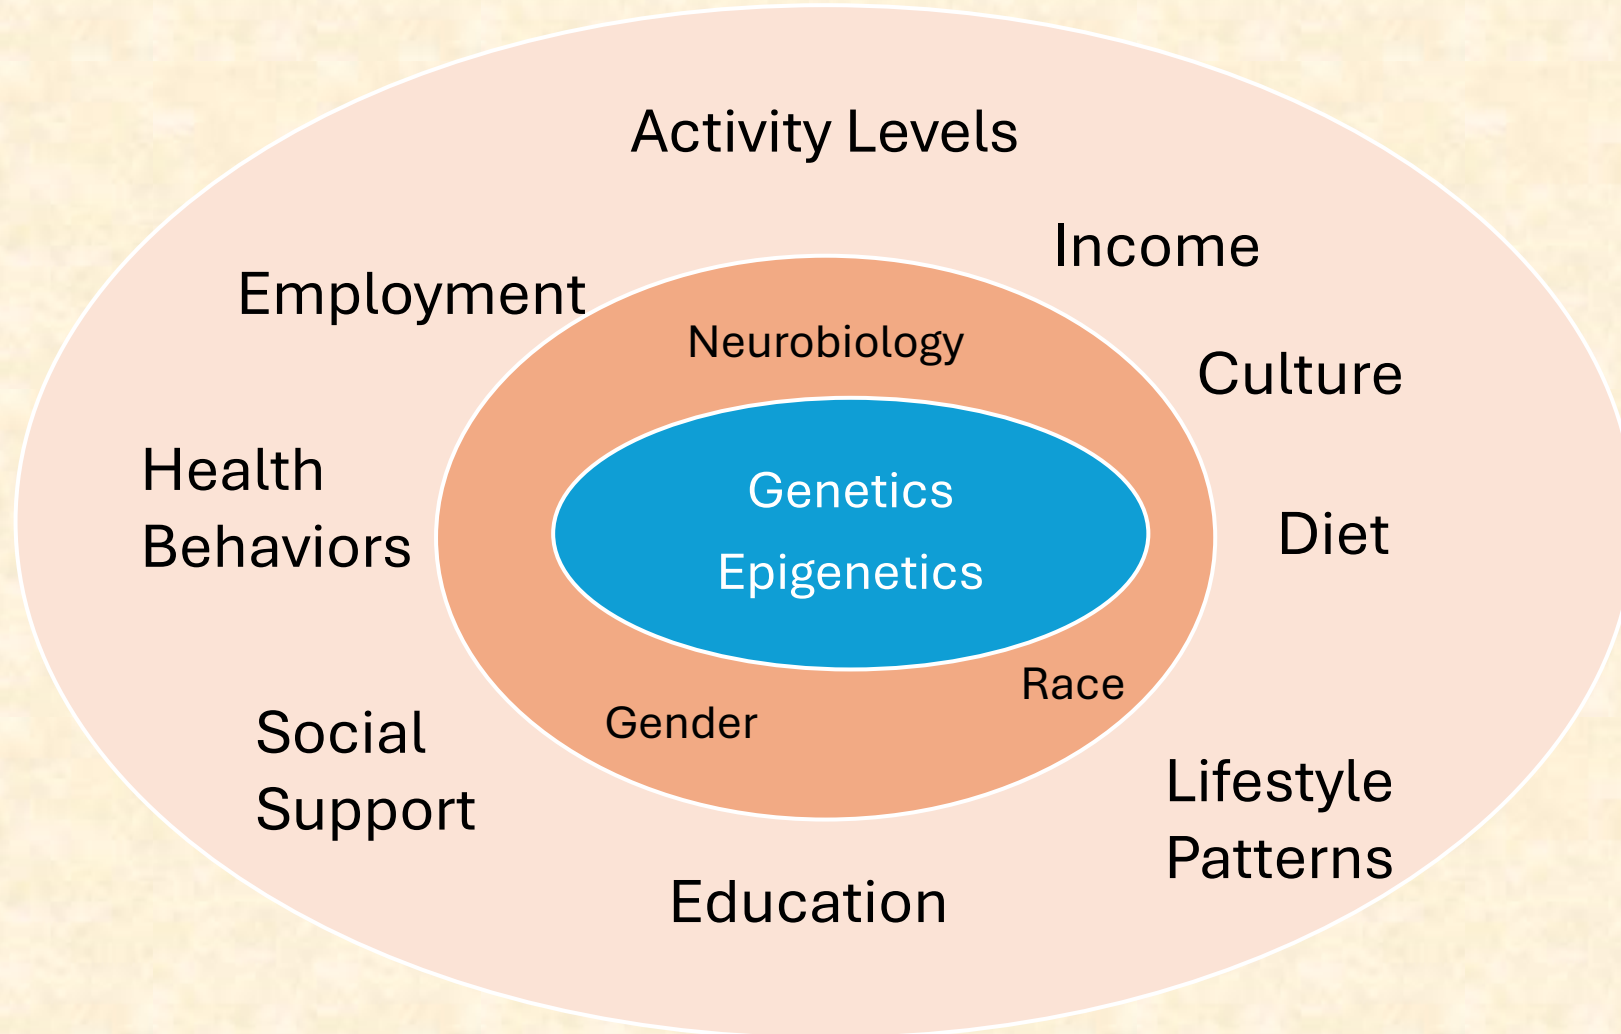 Activity Levels
Income
Employment
Neurobiology
Culture
Health
Behaviors
Genetics
Epigenetics
Diet
Race
Gender
Social
Support
Lifestyle
Patterns
Education